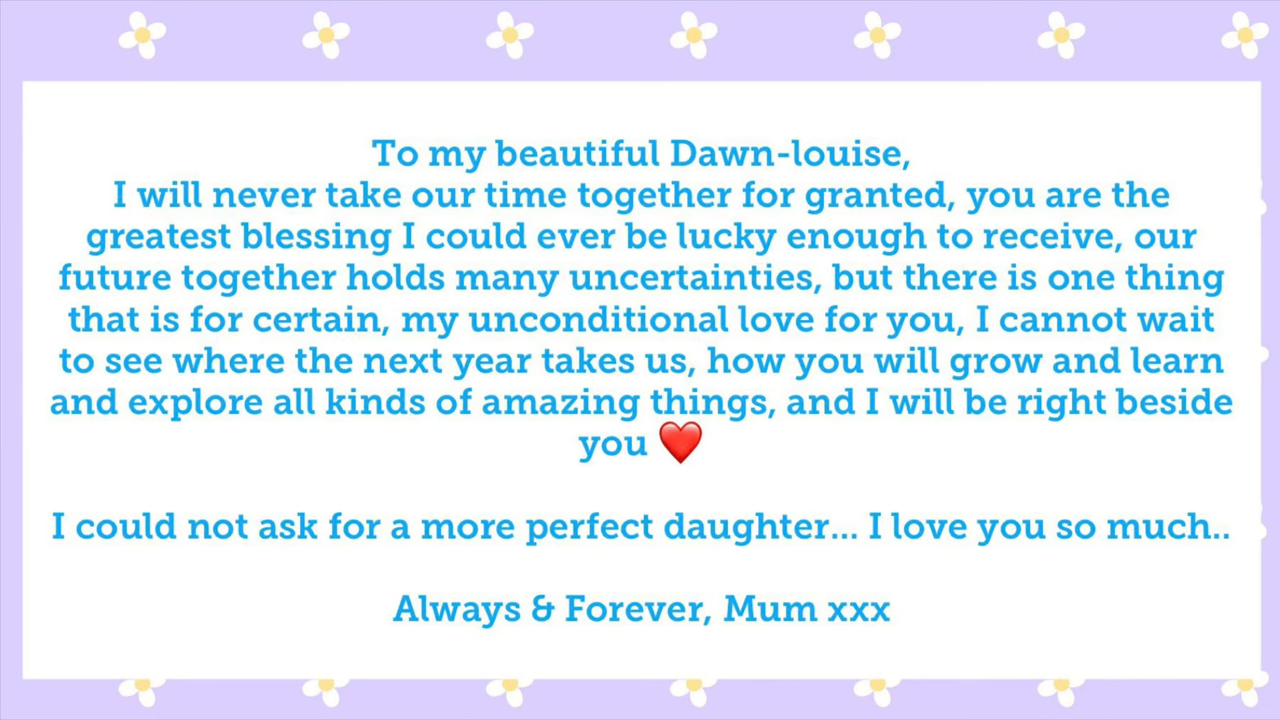 To my beautiful Dawn-louise,
I will never take our time together for granted, you are the
greatest blessing I could ever be lucky enough to receive, our
future together holds many uncertainties, but there is one thing
that is for certain, my unconditional love for you, I cannot wait
to see where the next year takes us, how you will grow and learn
and explore all kinds of amazing things, and I will be right beside
you ❤️
I could not ask for a more perfect daughter... I love you so much..
Always & Forever, Mum xxx